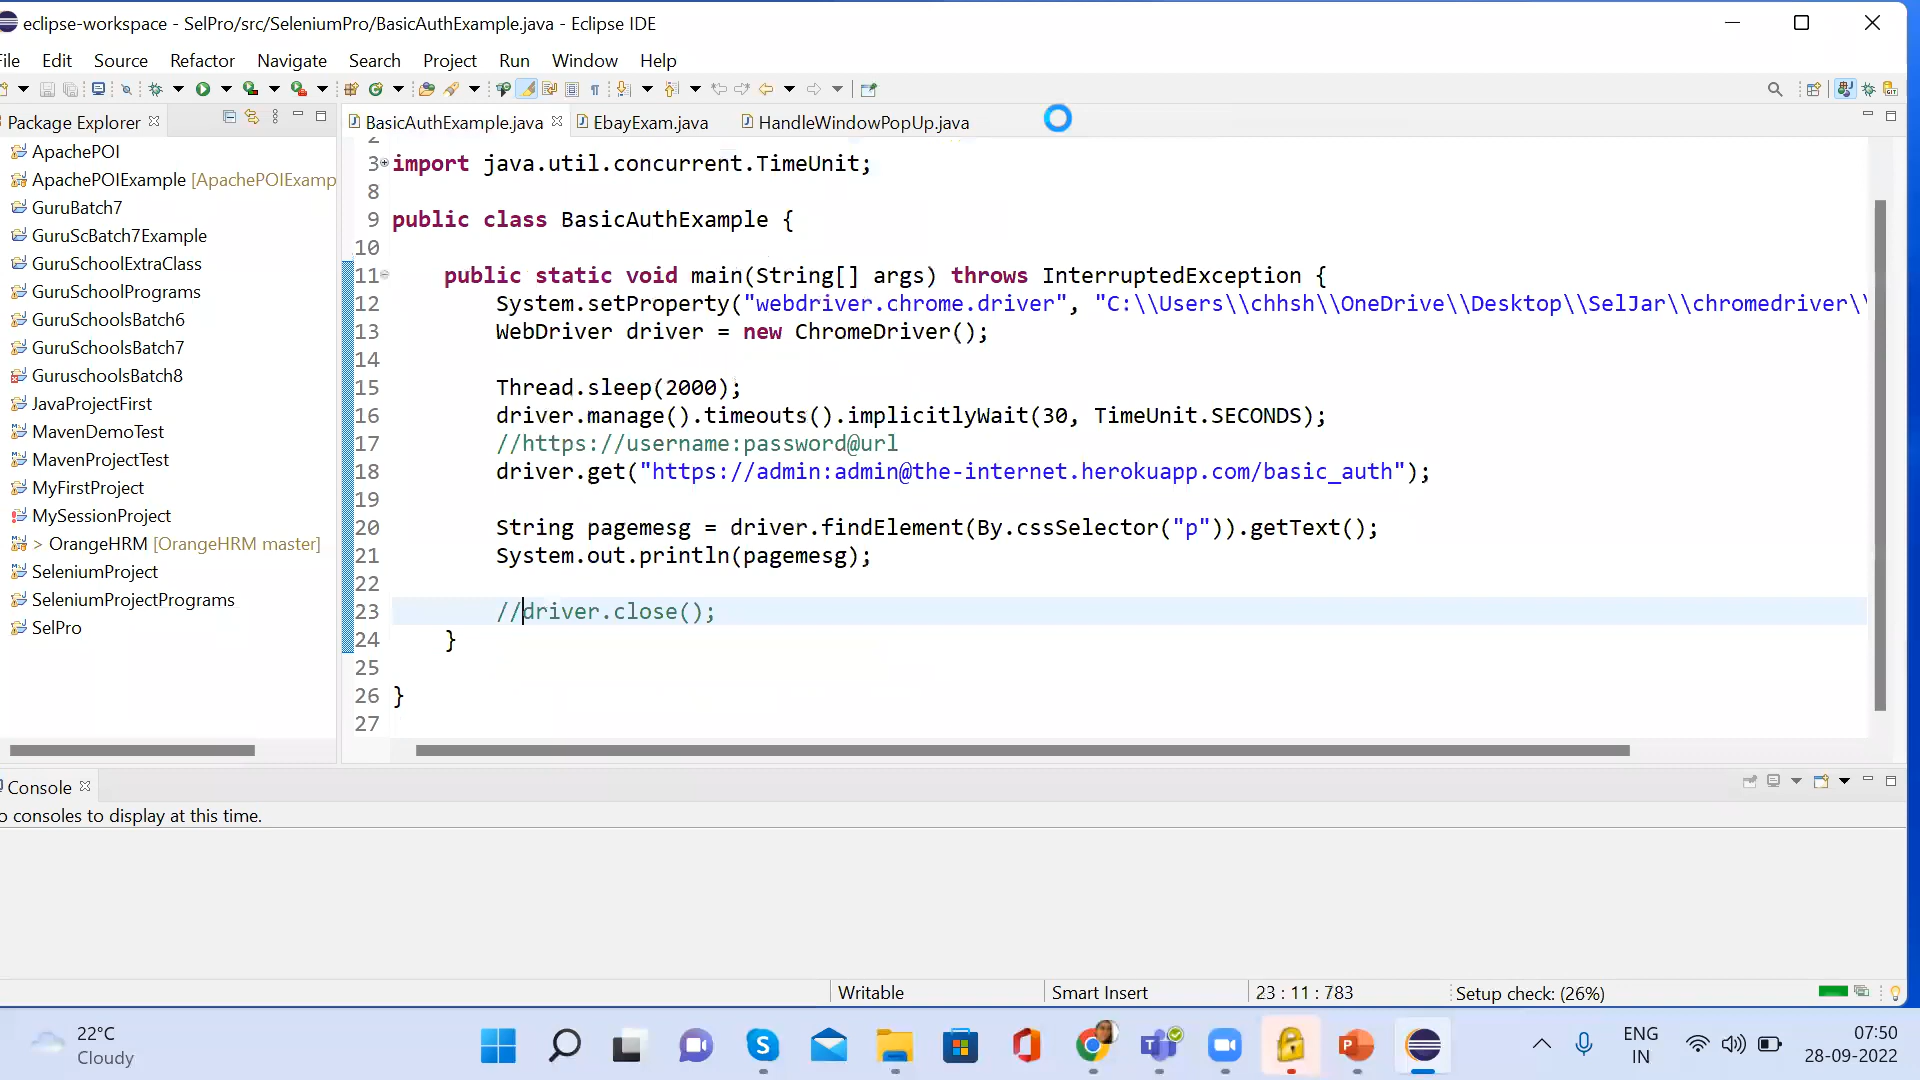 eclipse-workspace - SelPro/src/SeleniumPro/BasicAuthExample.java - Eclipse IDE
File Edit Source Refactor Navigate Search Project Run Window Help
Package Explorer
BasicAuthExample.java EbayExam.java HandleWindowPopUp.java
ApachePOI
ApachePOIExample [ApachePOIExamp
GuruBatch7
GuruScBatch7Example
GuruSchoolExtraClass
GuruSchoolPrograms
GuruSchoolsBatch6
GuruSchoolsBatch7
GuruschoolsBatch8
JavaProjectFirst
MavenDemoTest
MavenProjectTest
MyFirstProject
MySessionProject
> OrangeHRM [OrangeHRM master]
SeleniumProject
SeleniumProjectPrograms
SelPro
2
3 import java.util.concurrent.TimeUnit;
8
9 public class BasicAuthExample {
10
11 public static void main(String[] args) throws InterruptedException {
12 System.setProperty("webdriver.chrome.driver", "C:\\Users\\chhsh\\OneDrive\\Desktop\\SelJar\\chromedriver\\
13 WebDriver driver = new ChromeDriver();
14
15 Thread.sleep(2000);
16 driver.manage().timeouts().implicitlyWait(30, TimeUnit.SECONDS);
17 //https://username:password@url
18 driver.get("https://admin:admin@the-internet.herokuapp.com/basic_auth");
19
20 String pagemesg = driver.findElement(By.cssSelector("p")).getText();
21 System.out.println(pagemesg);
22
23 //driver.close();
24 }
25
26 }
27
Console
o consoles to display at this time.
Writable Smart Insert 23 : 11 : 783 Setup check: (26%)
22°C
Cloudy
ENG
IN
07:50
28-09-2022